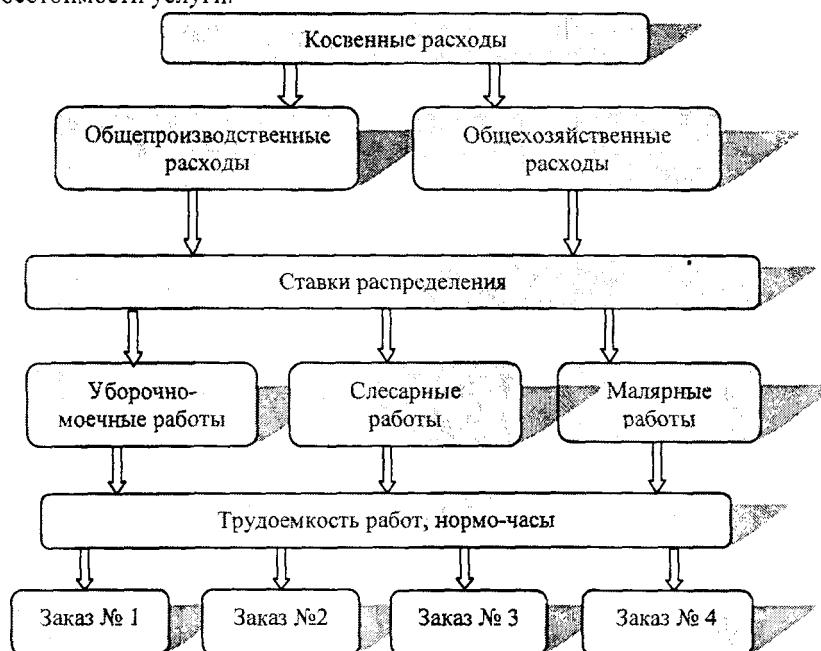 услуги.
Косвенные расходы
Общепроизводственные
расходы
Общехозяйственные
расходы
Ставки распределения
Уборочно-
моечные работы
Слесарные
работы
Малярные
работы
Трудоемкость работ, нормо-часы
Заказ № 1
Заказ №2
Заказ № 3
Заказ № 4